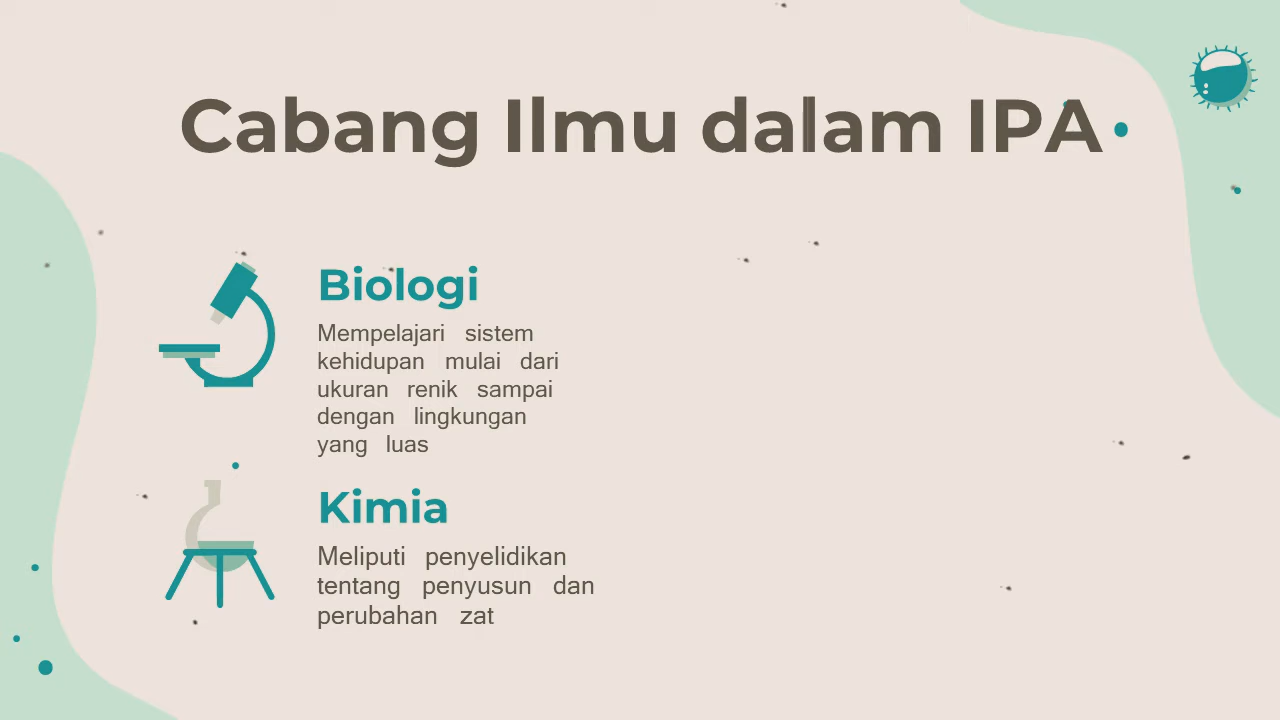 Cabang Ilmu dalam IPA
Biologi
Mempelajari sistem
kehidupan mulai dari
ukuran renik sampai
dengan lingkungan
yang luas
Kimia
Meliputi penyelidikan
tentang penyusun dan
perubahan zat